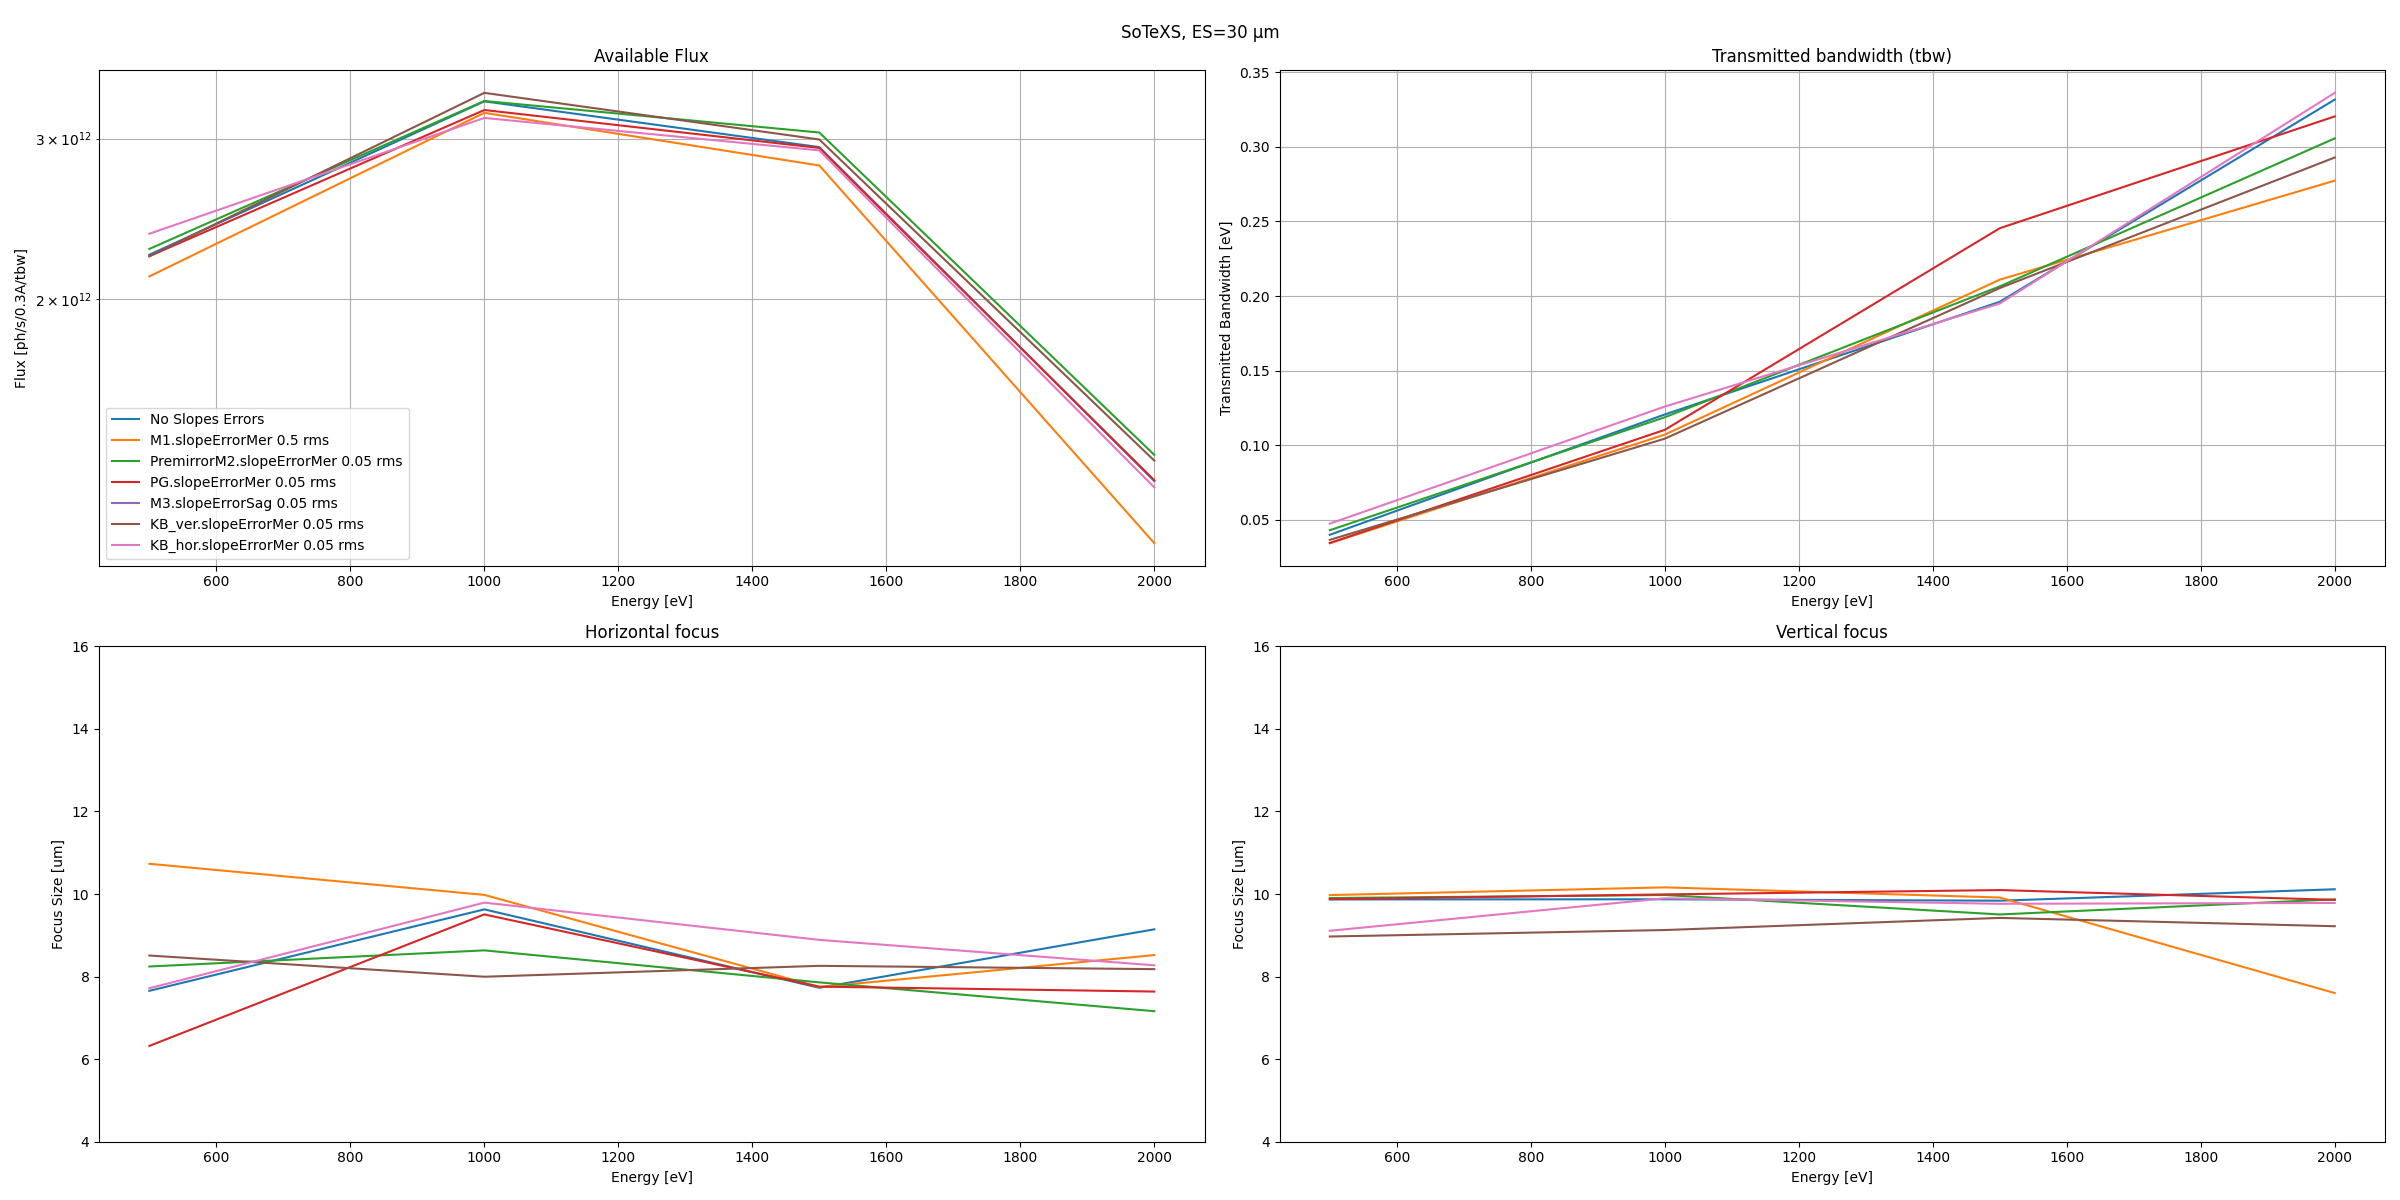 SoTeXS, ES=30 μm
Available Flux
Flux [ph/s/0.3A/tbw]
3 × 10¹²
2 × 10¹²
No Slopes Errors
M1.slopeErrorMer 0.5 rms
PremirrorM2.slopeErrorMer 0.05 rms
PG.slopeErrorMer 0.05 rms
M3.slopeErrorSag 0.05 rms
KB_ver.slopeErrorMer 0.05 rms
KB_hor.slopeErrorMer 0.05 rms
600 800 1000 1200 1400 1600 1800 2000
Energy [eV]
Transmitted bandwidth (tbw)
Transmitted Bandwidth [eV]
0.35
0.30
0.25
0.20
0.15
0.10
0.05
600 800 1000 1200 1400 1600 1800 2000
Energy [eV]
Horizontal focus
Focus Size [um]
16
14
12
10
8
6
4
600 800 1000 1200 1400 1600 1800 2000
Energy [eV]
Vertical focus
Focus Size [um]
16
14
12
10
8
6
4
600 800 1000 1200 1400 1600 1800 2000
Energy [eV]